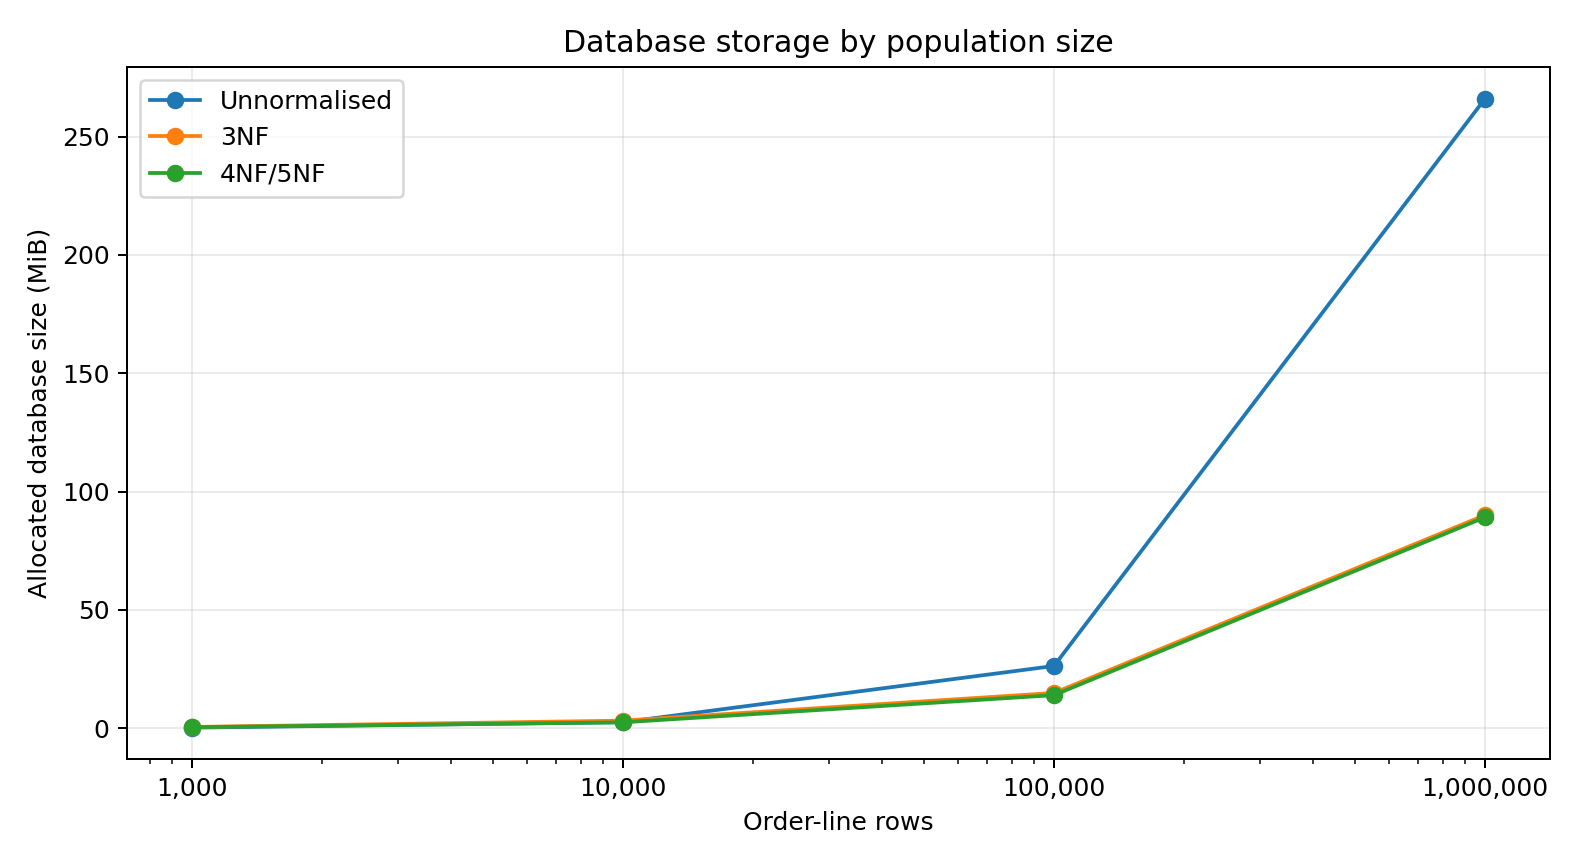 Database storage by population size
Unnormalised
3NF
4NF/5NF
Allocated database size (MiB)
250
200
150
100
50
0
1,000 10,000 100,000 1,000,000
Order-line rows